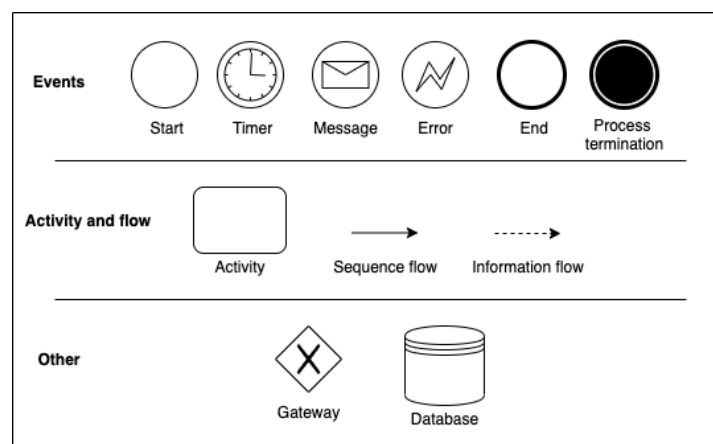 Events
Start
Timer
Message
Error
End
Process
termination
Activity and flow
Activity
Sequence flow
Information flow
Other
X
Gateway
Database